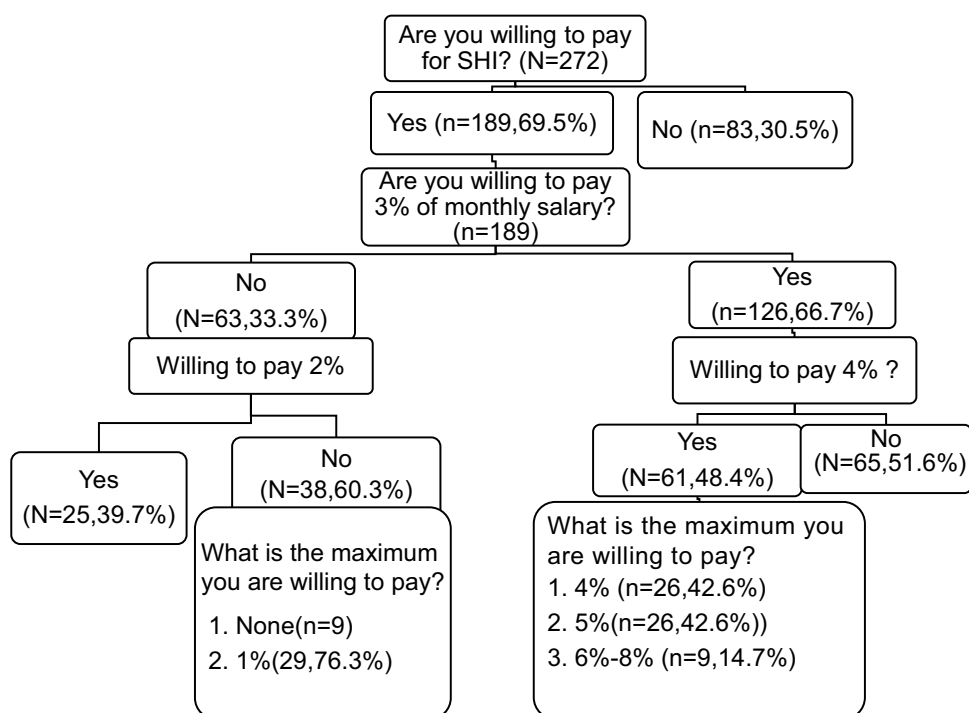 Are you willing to pay
for SHI? (N=272)
Yes (n=189,69.5%)
No (n=83,30.5%)
Are you willing to pay
3% of monthly salary?
(n=189)
No
(N=63,33.3%)
Yes
(n=126,66.7%)
Willing to pay 2%
Willing to pay 4% ?
Yes
(N=25,39.7%)
No
(N=38,60.3%)
Yes
(N=61,48.4%)
No
(N=65,51.6%)
What is the maximum
you are willing to pay?
1. None(n=9)
2. 1%(29,76.3%)
What is the maximum you
are willing to pay?
1. 4% (n=26,42.6%)
2. 5%(n=26,42.6%))
3. 6%-8% (n=9,14.7%)